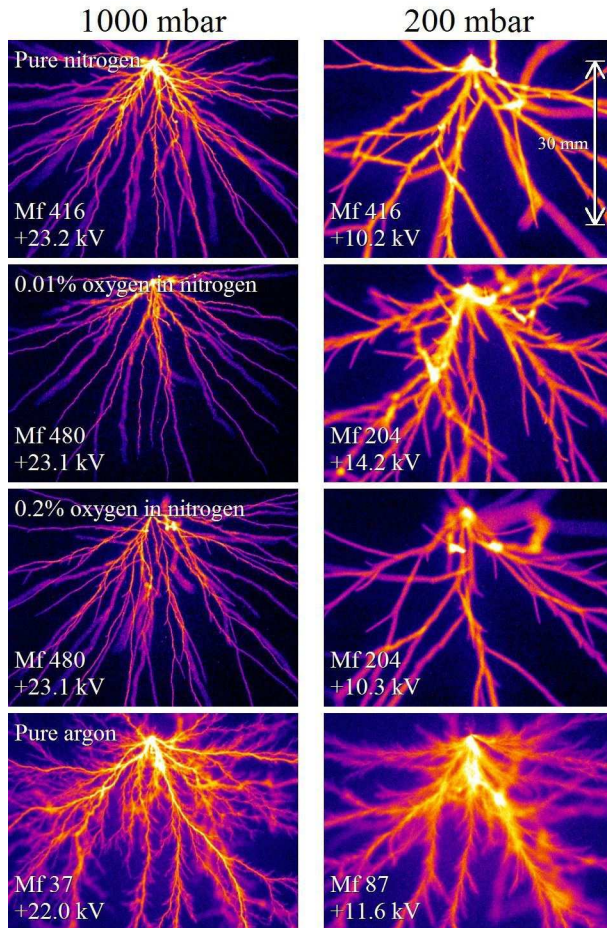 1000 mbar
200 mbar
Pure nitrogen
Mf 416
+23.2 kV
30 mm
Mf 416
+10.2 kV
0.01% oxygen in nitrogen
Mf 480
+23.1 kV
Mf 204
+14.2 kV
0.2% oxygen in nitrogen
Mf 480
+23.1 kV
Mf 204
+10.3 kV
Pure argon
Mf 37
+22.0 kV
Mf 87
+11.6 kV